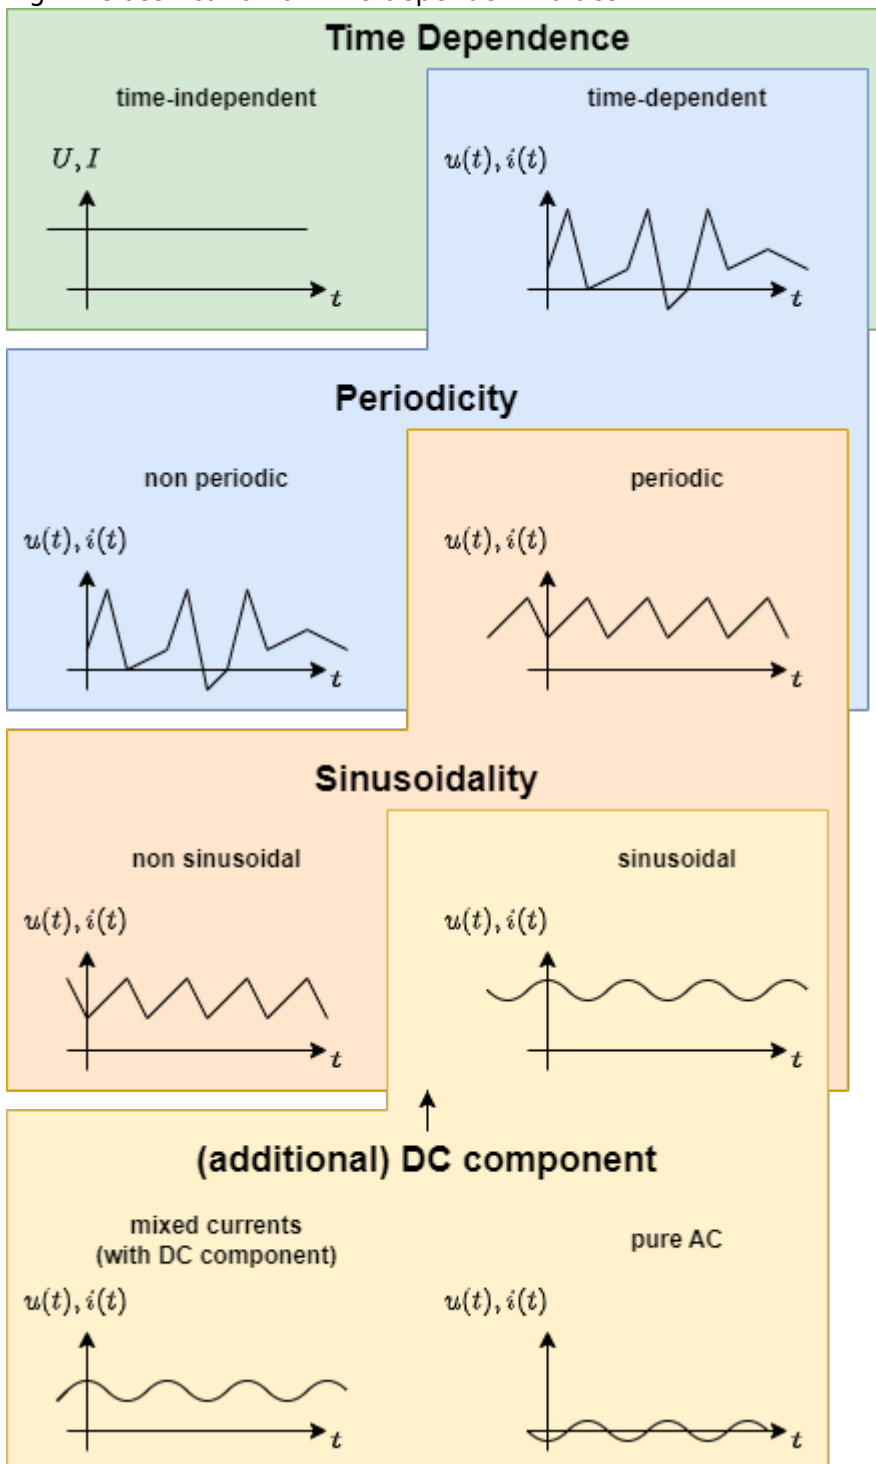 Time Dependence
time-independent
time-dependent
U, I
u(t), i(t)
t
t
Periodicity
non periodic
periodic
u(t), i(t)
u(t), i(t)
t
t
Sinusoidality
non sinusoidal
sinusoidal
u(t), i(t)
u(t), i(t)
t
t
(additional) DC component
mixed currents
(with DC component)
pure AC
u(t), i(t)
u(t), i(t)
t
t